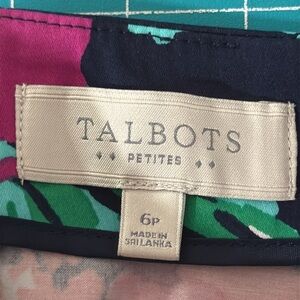 TALBOTS
PETITES
6P
MADE IN
SRI LANKA